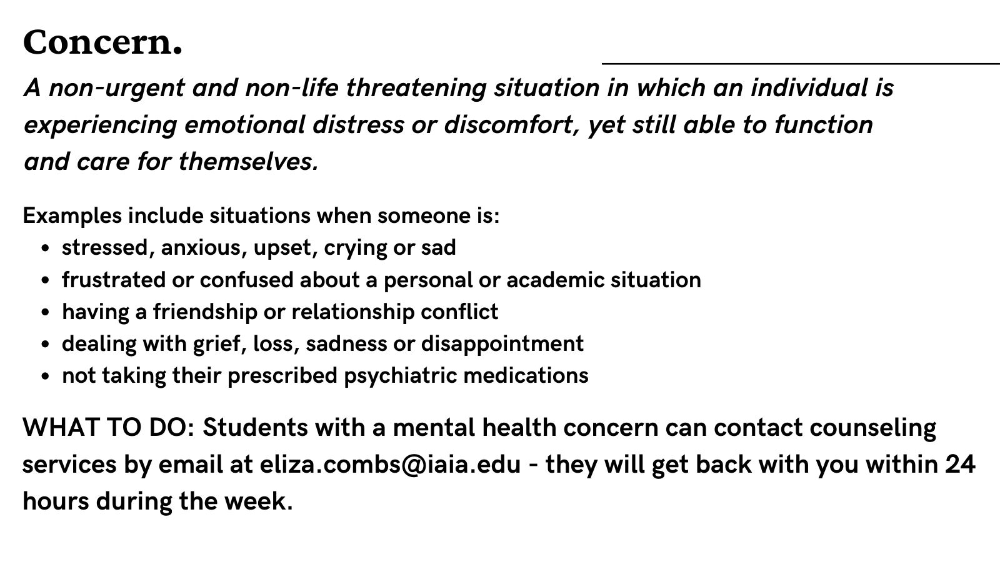 Concern.
A non-urgent and non-life threatening situation in which an individual is
experiencing emotional distress or discomfort, yet still able to function
and care for themselves.
Examples include situations when someone is:
• stressed, anxious, upset, crying or sad
• frustrated or confused about a personal or academic situation
• having a friendship or relationship conflict
• dealing with grief, loss, sadness or disappointment
• not taking their prescribed psychiatric medications
WHAT TO DO: Students with a mental health concern can contact counseling
services by email at eliza.combs@iaia.edu - they will get back with you within 24
hours during the week.